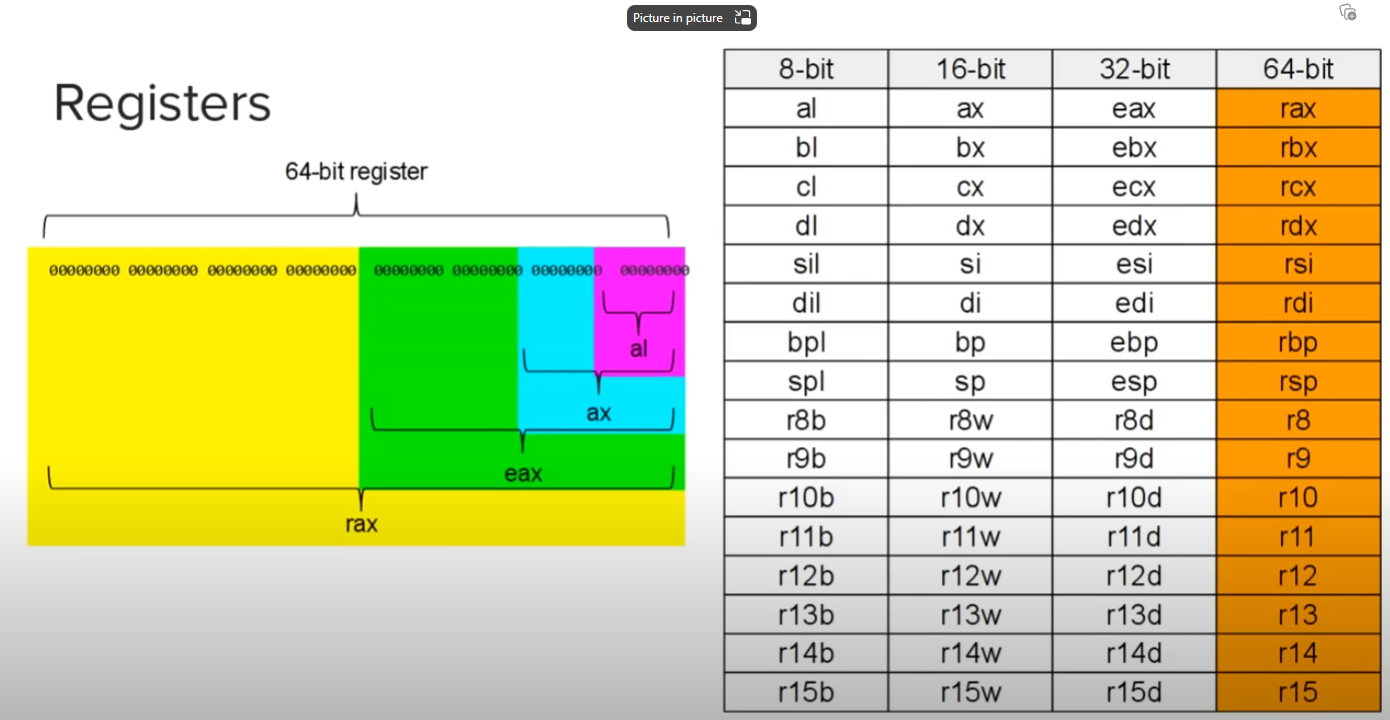 Picture in picture
Registers
64-bit register
00000000 00000000 00000000 00000000 00000000 00000000 00000000 00000000
al
ax
eax
rax
8-bit 16-bit 32-bit 64-bit
al ax eax rax
bl bx ebx rbx
cl cx ecx rcx
dl dx edx rdx
sil si esi rsi
dil di edi rdi
bpl bp ebp rbp
spl sp esp rsp
r8b r8w r8d r8
r9b r9w r9d r9
r10b r10w r10d r10
r11b r11w r11d r11
r12b r12w r12d r12
r13b r13w r13d r13
r14b r14w r14d r14
r15b r15w r15d r15